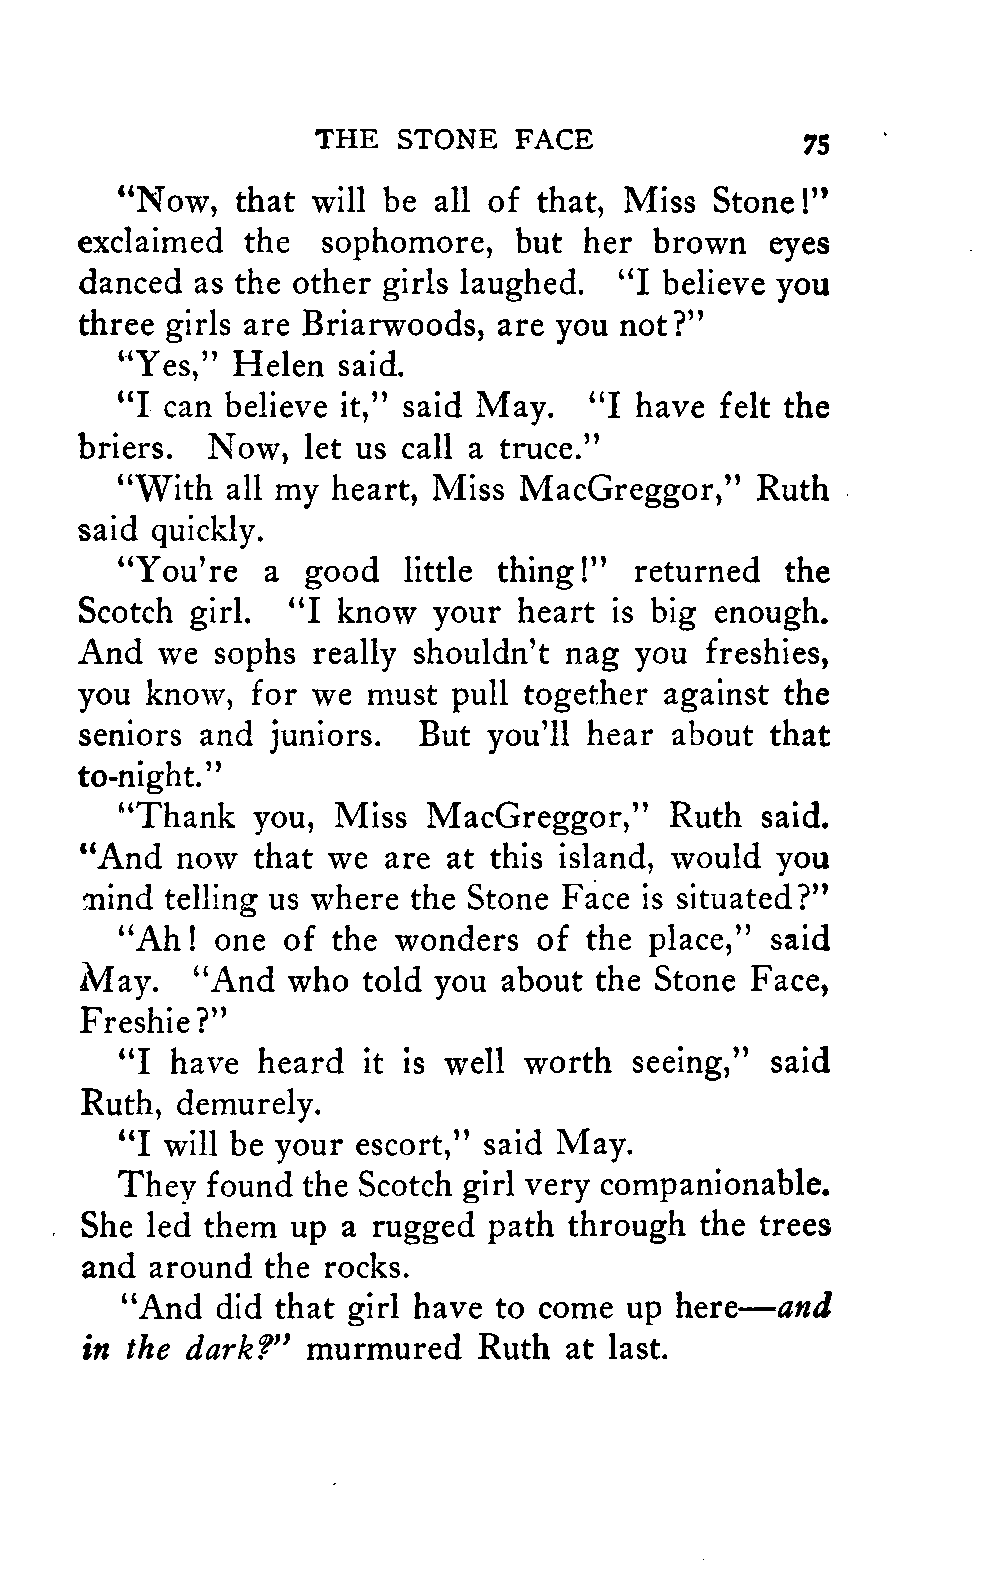 THE STONE FACE 75
"Now, that will be all of that, Miss Stone!"
exclaimed the sophomore, but her brown eyes
danced as the other girls laughed. "I believe you
three girls are Briarwoods, are you not?"
"Yes," Helen said.
"I can believe it," said May. "I have felt the
briers. Now, let us call a truce."
"With all my heart, Miss MacGreggor," Ruth
said quickly.
"You're a good little thing!" returned the
Scotch girl. "I know your heart is big enough.
And we sophs really shouldn't nag you freshies,
you know, for we must pull together against the
seniors and juniors. But you'll hear about that
to-night."
"Thank you, Miss MacGreggor," Ruth said.
"And now that we are at this island, would you
mind telling us where the Stone Face is situated?"
"Ah! one of the wonders of the place," said
May. "And who told you about the Stone Face,
Freshie?"
"I have heard it is well worth seeing," said
Ruth, demurely.
"I will be your escort," said May.
They found the Scotch girl very companionable.
She led them up a rugged path through the trees
and around the rocks.
"And did that girl have to come up here—and
in the dark?" murmured Ruth at last.